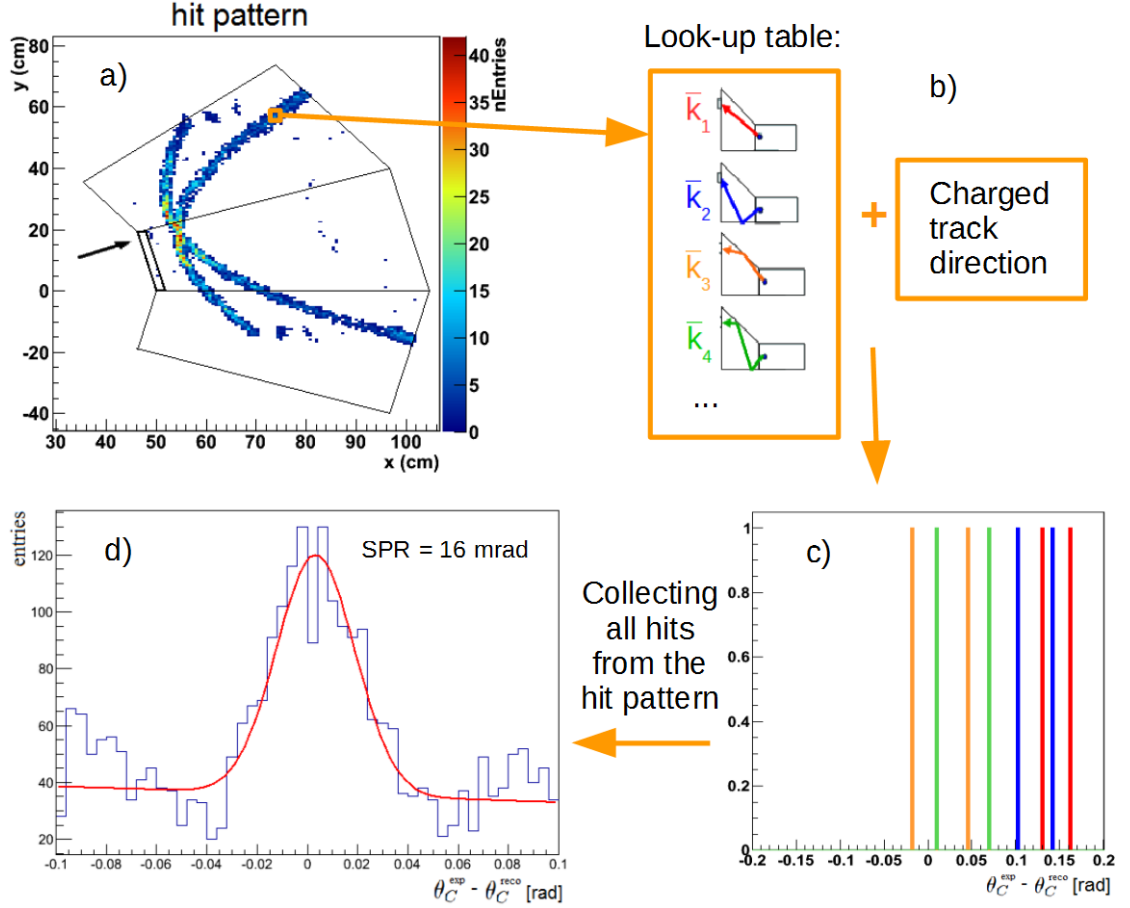 hit pattern
y (cm)
80
60
40
20
0
-20
-40
a)
30 40 50 60 70 80 90 100
x (cm)
40
35
30
25
20
15
10
5
0
nEntries
Look-up table:
k̅1
k̅2
k̅3
k̅4
...
b)
+
Charged
track
direction
c)
1
0.8
0.6
0.4
0.2
0
-0.2 -0.15 -0.1 -0.05 0 0.05 0.1 0.15 0.2
θ_C^exp - θ_C^reco [rad]
Collecting
all hits
from the
hit pattern
d)
SPR = 16 mrad
entries
120
100
80
60
40
20
-0.1 -0.08 -0.06 -0.04 -0.02 0 0.02 0.04 0.06 0.08 0.1
θ_C^exp - θ_C^reco [rad]